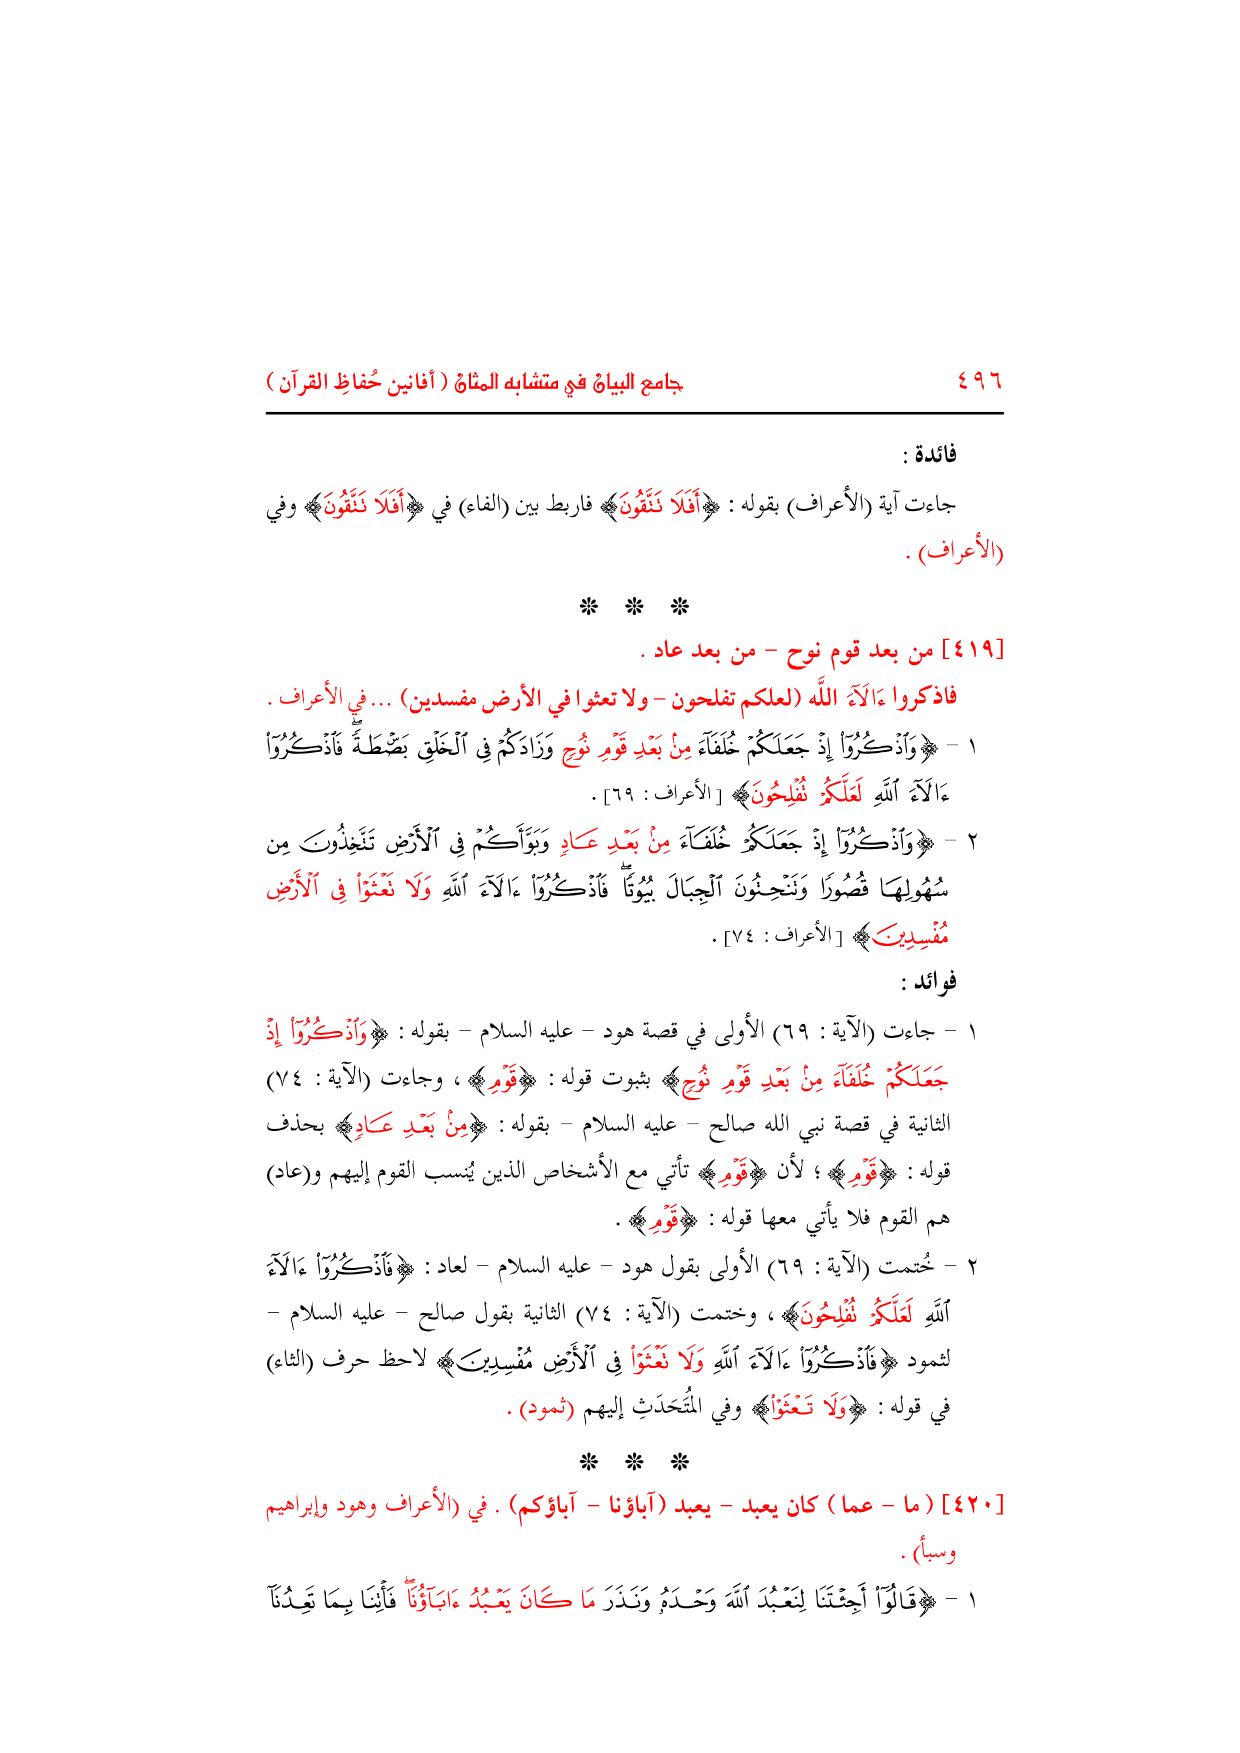 ٤٩٦ جامع البيان في متشابه المثان ( أفانين حُفاظِ القرآن )
فائدة :
جاءت آية (الأعراف) بقوله : ﴿أَفَلَا تَتَّقُونَ﴾ فاربط بين (الفاء) في ﴿أَفَلَا تَتَّقُونَ﴾ وفي
(الأعراف) .
❊ ❊ ❊
[٤١٩] من بعد قوم نوح – من بعد عاد .
فاذكروا ءَالَآءَ اللَّه (لعلكم تفلحون – ولا تعثوا في الأرض مفسدين) ... في الأعراف .
١ – ﴿وَٱذْكُرُوٓا۟ إِذْ جَعَلَكُمْ خُلَفَآءَ مِنۢ بَعْدِ قَوْمِ نُوحٍ وَزَادَكُمْ فِى ٱلْخَلْقِ بَصْۜطَةً ۖ فَٱذْكُرُوٓا۟
ءَالَآءَ ٱللَّهِ لَعَلَّكُمْ تُفْلِحُونَ﴾ [الأعراف : ٦٩] .
٢ – ﴿وَٱذْكُرُوٓا۟ إِذْ جَعَلَكُمْ خُلَفَآءَ مِنۢ بَعْدِ عَادٍ وَبَوَّأَكُمْ فِى ٱلْأَرْضِ تَتَّخِذُونَ مِن
سُهُولِهَا قُصُورًا وَتَنْحِتُونَ ٱلْجِبَالَ بُيُوتًا ۖ فَٱذْكُرُوٓا۟ ءَالَآءَ ٱللَّهِ وَلَا تَعْثَوْا۟ فِى ٱلْأَرْضِ
مُفْسِدِينَ﴾ [الأعراف : ٧٤] .
فوائد :
١ – جاءت (الآية : ٦٩) الأولى في قصة هود – عليه السلام – بقوله : ﴿وَٱذْكُرُوٓا۟ إِذْ
جَعَلَكُمْ خُلَفَآءَ مِنۢ بَعْدِ قَوْمِ نُوحٍ﴾ بثبوت قوله : ﴿قَوْمِ﴾ ، وجاءت (الآية : ٧٤)
الثانية في قصة نبي الله صالح – عليه السلام – بقوله : ﴿مِنۢ بَعْدِ عَادٍ﴾ بحذف
قوله : ﴿قَوْمِ﴾ ؛ لأن ﴿قَوْمِ﴾ تأتي مع الأشخاص الذين يُنسب القوم إليهم و(عاد)
هم القوم فلا يأتي معها قوله : ﴿قَوْمِ﴾ .
٢ – خُتمت (الآية : ٦٩) الأولى بقول هود – عليه السلام – لعاد : ﴿فَٱذْكُرُوٓا۟ ءَالَآءَ
ٱللَّهِ لَعَلَّكُمْ تُفْلِحُونَ﴾ ، وختمت (الآية : ٧٤) الثانية بقول صالح – عليه السلام –
لثمود ﴿فَٱذْكُرُوٓا۟ ءَالَآءَ ٱللَّهِ وَلَا تَعْثَوْا۟ فِى ٱلْأَرْضِ مُفْسِدِينَ﴾ لاحظ حرف (الثاء)
في قوله : ﴿وَلَا تَعْثَوْا۟﴾ وفي المُتَحَدَثِ إليهم (ثمود) .
❊ ❊ ❊
[٤٢٠] ( ما – عما ) كان يعبد – يعبد (آباؤنا – آباؤكم) . في (الأعراف وهود وإبراهيم
وسبأ) .
١ – ﴿قَالُوٓا۟ أَجِئْتَنَا لِنَعْبُدَ ٱللَّهَ وَحْدَهُۥ وَنَذَرَ مَا كَانَ يَعْبُدُ ءَابَآؤُنَا ۖ فَأْتِنَا بِمَا تَعِدُنَآ